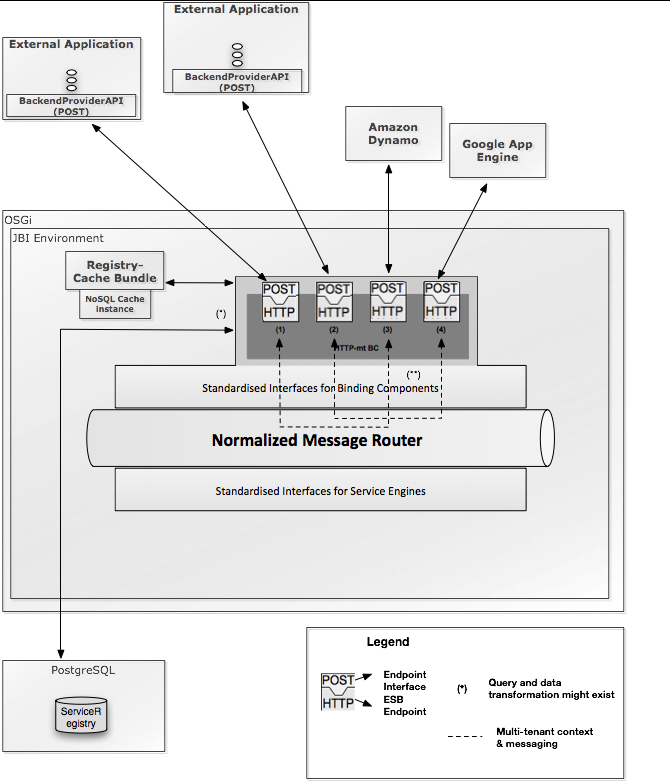 External Application
BackendProviderAPI
(POST)
External Application
BackendProviderAPI
(POST)
Amazon
Dynamo
Google App
Engine
OSGi
JBI Environment
Registry-
Cache Bundle
NoSQL Cache
instance
(*)
POST
HTTP
(1)
POST
HTTP
(2)
POST
HTTP
(3)
POST
HTTP
(4)
HTTP-mt BC
(**)
Standardised Interfaces for Binding Components
Normalized Message Router
Standardised Interfaces for Service Engines
PostgreSQL
ServiceR
egistry
Legend
POST
HTTP
Endpoint
Interface
ESB
Endpoint
(*)
Query and data
transformation might exist
Multi-tenant context
& messaging